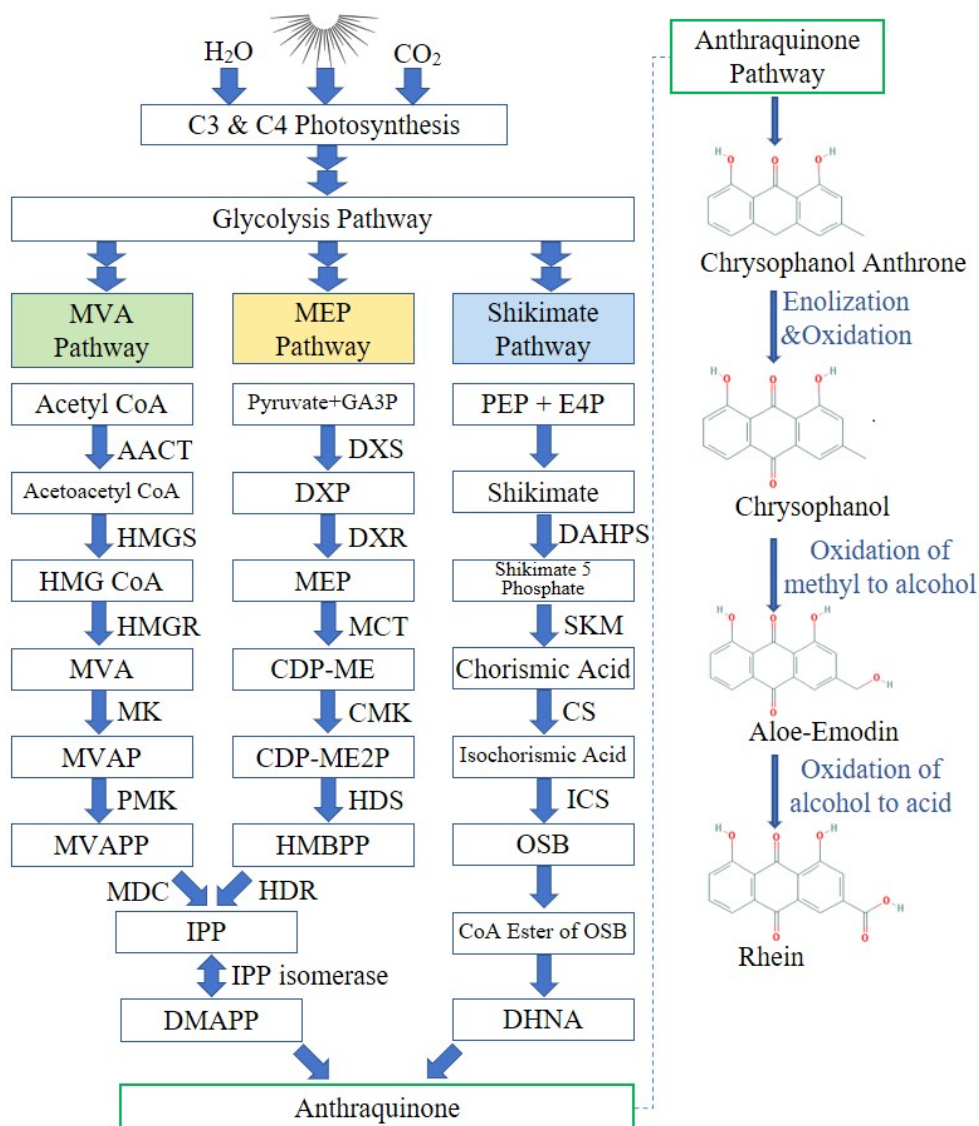 H₂O
CO₂
C3 & C4 Photosynthesis
Glycolysis Pathway
MVA
Pathway
Acetyl CoA
AACT
Acetoacetyl CoA
HMGS
HMG CoA
HMGR
MVA
MK
MVAP
PMK
MVAPP
MDC
MEP
Pathway
Pyruvate+GA3P
DXS
DXP
DXR
MEP
MCT
CDP-ME
CMK
CDP-ME2P
HDS
HMBPP
HDR
IPP
IPP isomerase
DMAPP
Shikimate
Pathway
PEP + E4P
Shikimate
DAHPS
Shikimate 5
Phosphate
SKM
Chorismic Acid
CS
Isochorismic Acid
ICS
OSB
CoA Ester of OSB
DHNA
Anthraquinone
Anthraquinone
Pathway
H O O O H
Chrysophanol Anthrone
Enolization
&Oxidation
H O O O H
O
Chrysophanol
Oxidation of
methyl to alcohol
H O O O H
O H
O
Aloe-Emodin
Oxidation of
alcohol to acid
H O O O H
O H
O O
Rhein